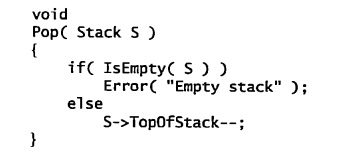 void
Pop( Stack S )
{
    if( IsEmpty( S ) )
        Error( "Empty stack" );
    else
        S->TopOfStack--;
}